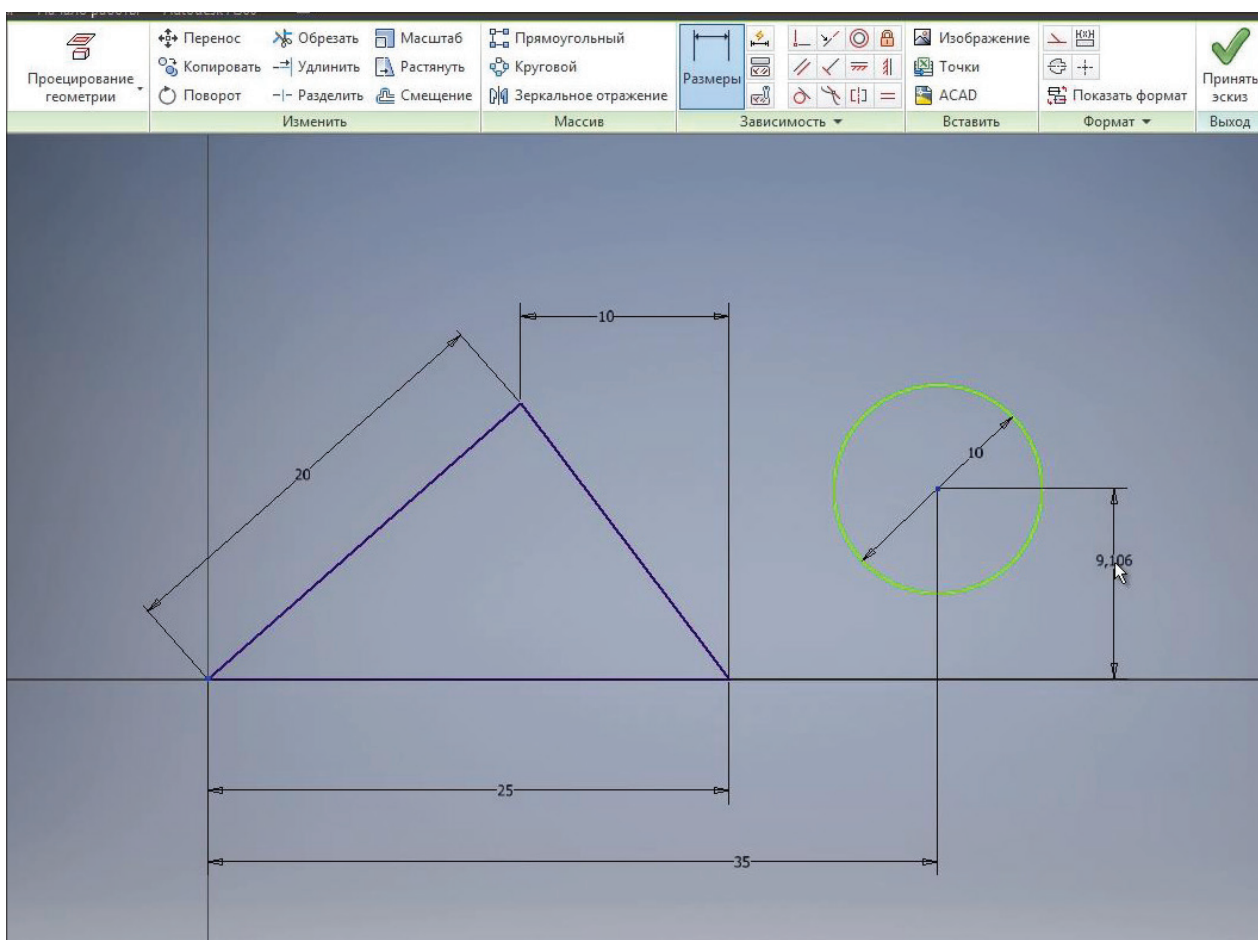 Проецирование геометрии
Перенос
Копировать
Поворот
Обрезать
Удлинить
Разделить
Масштаб
Растянуть
Смещение
Изменить
Прямоугольный
Круговой
Зеркальное отражение
Массив
Размеры
Зависимость
Изображение
Точки
ACAD
Вставить
Показать формат
Формат
Принять эскиз
Выход
10
20
10
9,106
25
35